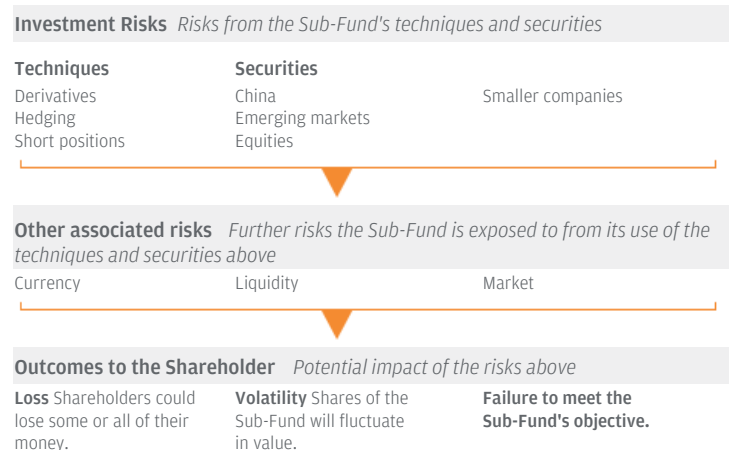 Investment Risks Risks from the Sub-Fund's techniques and securities
Techniques Securities
Derivatives China Smaller companies
Hedging Emerging markets
Short positions Equities
Other associated risks Further risks the Sub-Fund is exposed to from its use of the
techniques and securities above
Currency Liquidity Market
Outcomes to the Shareholder Potential impact of the risks above
Loss Shareholders could
lose some or all of their
money.
Volatility Shares of the
Sub-Fund will fluctuate
in value.
Failure to meet the
Sub-Fund's objective.